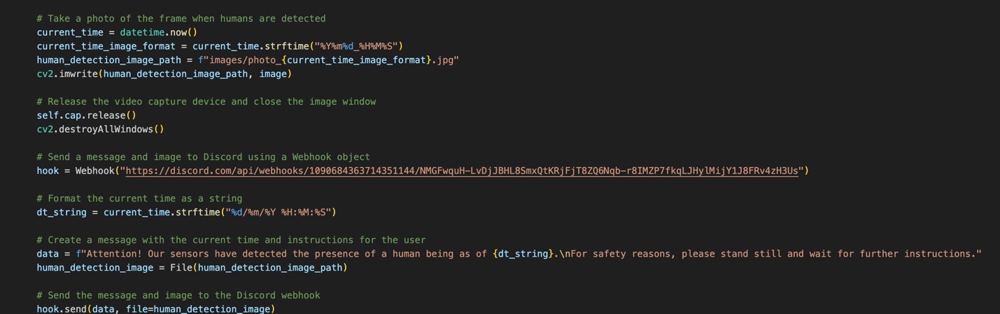 # Take a photo of the frame when humans are detected
current_time = datetime.now()
current_time_image_format = current_time.strftime("%Y%m%d_%H%M%S")
human_detection_image_path = f"images/photo_{current_time_image_format}.jpg"
cv2.imwrite(human_detection_image_path, image)
# Release the video capture device and close the image window
self.cap.release()
cv2.destroyAllWindows()
# Send a message and image to Discord using a Webhook object
hook = Webhook("https://discord.com/api/webhooks/1090684363714351144/NMGFwquH-LvDjJBHL8SmxQtKRjFjT8ZQ6Nqb-r8IMZP7fkqLJHylMijY1J8FRv4zH3Us")
# Format the current time as a string
dt_string = current_time.strftime("%d/%m/%Y %H:%M:%S")
# Create a message with the current time and instructions for the user
data = f"Attention! Our sensors have detected the presence of a human being as of {dt_string}.\nFor safety reasons, please stand still and wait for further instructions."
human_detection_image = File(human_detection_image_path)
# Send the message and image to the Discord webhook
hook.send(data, file=human_detection_image)